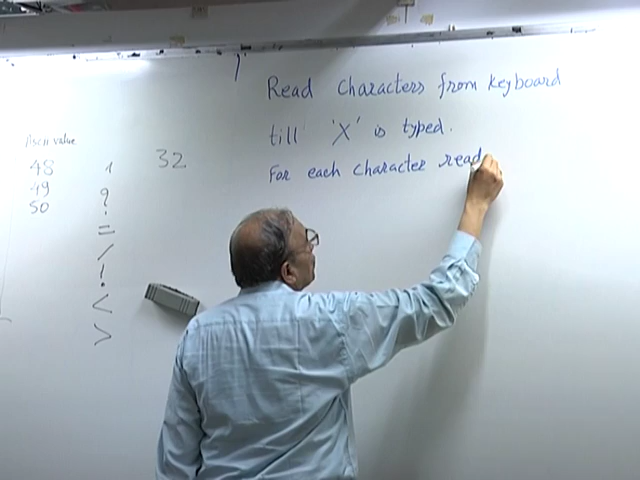 Read characters from keyboard
till 'X' is typed.
For each character read
Ascii value
48
49
50
32
?
=
/
<
>